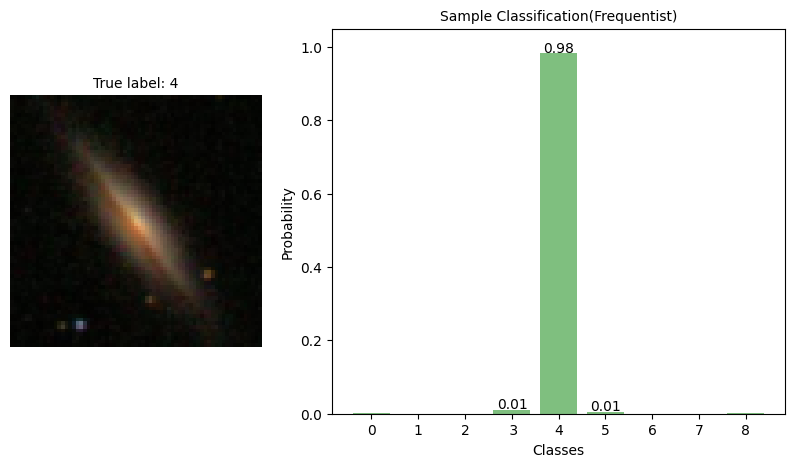 True label: 4
Sample Classification(Frequentist)
Probability
1.0
0.8
0.6
0.4
0.2
0.0
0.01
0.98
0.01
0 1 2 3 4 5 6 7 8
Classes